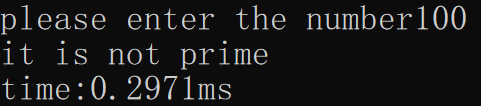 please enter the number100
it is not prime
time:0.2971ms